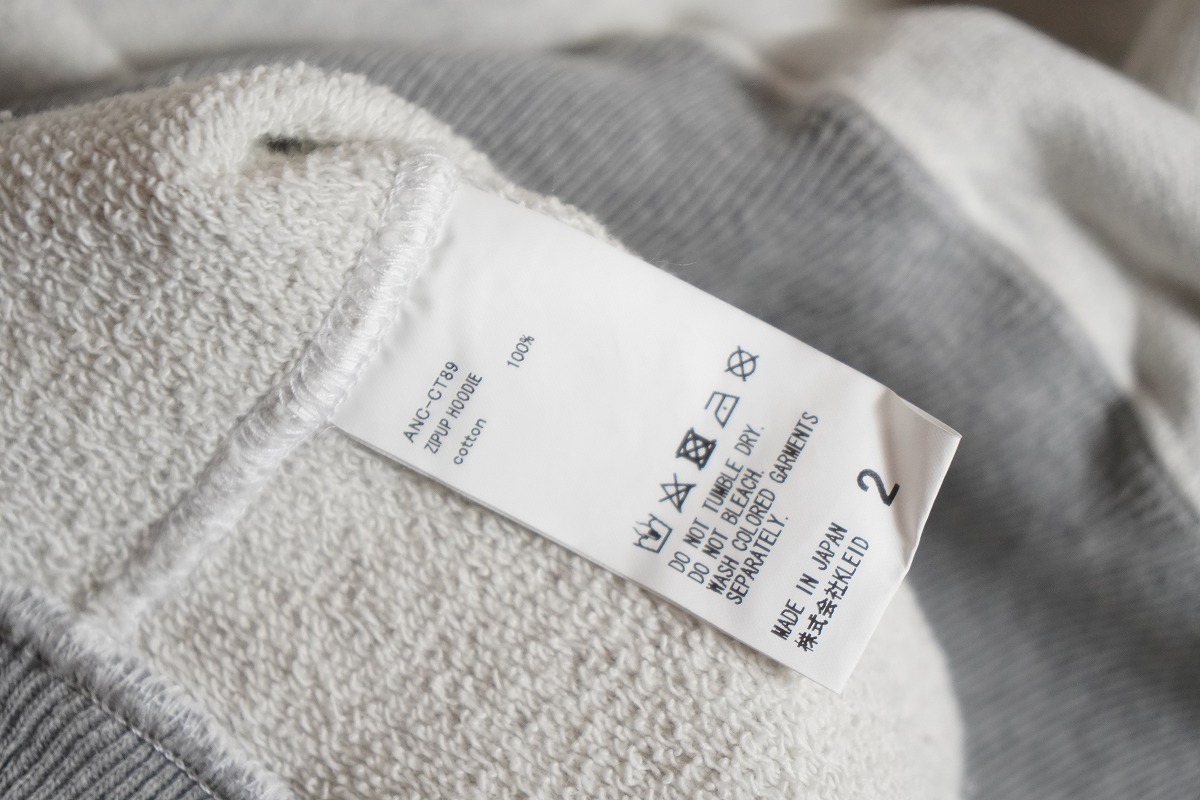 ANC-CT89
ZIPUP HOODIE
cotton 100%
DO NOT TUMBLE DRY.
DO NOT BLEACH.
WASH COLORED GARMENTS
SEPARATELY.
MADE IN JAPAN
株式会社KLEID
2